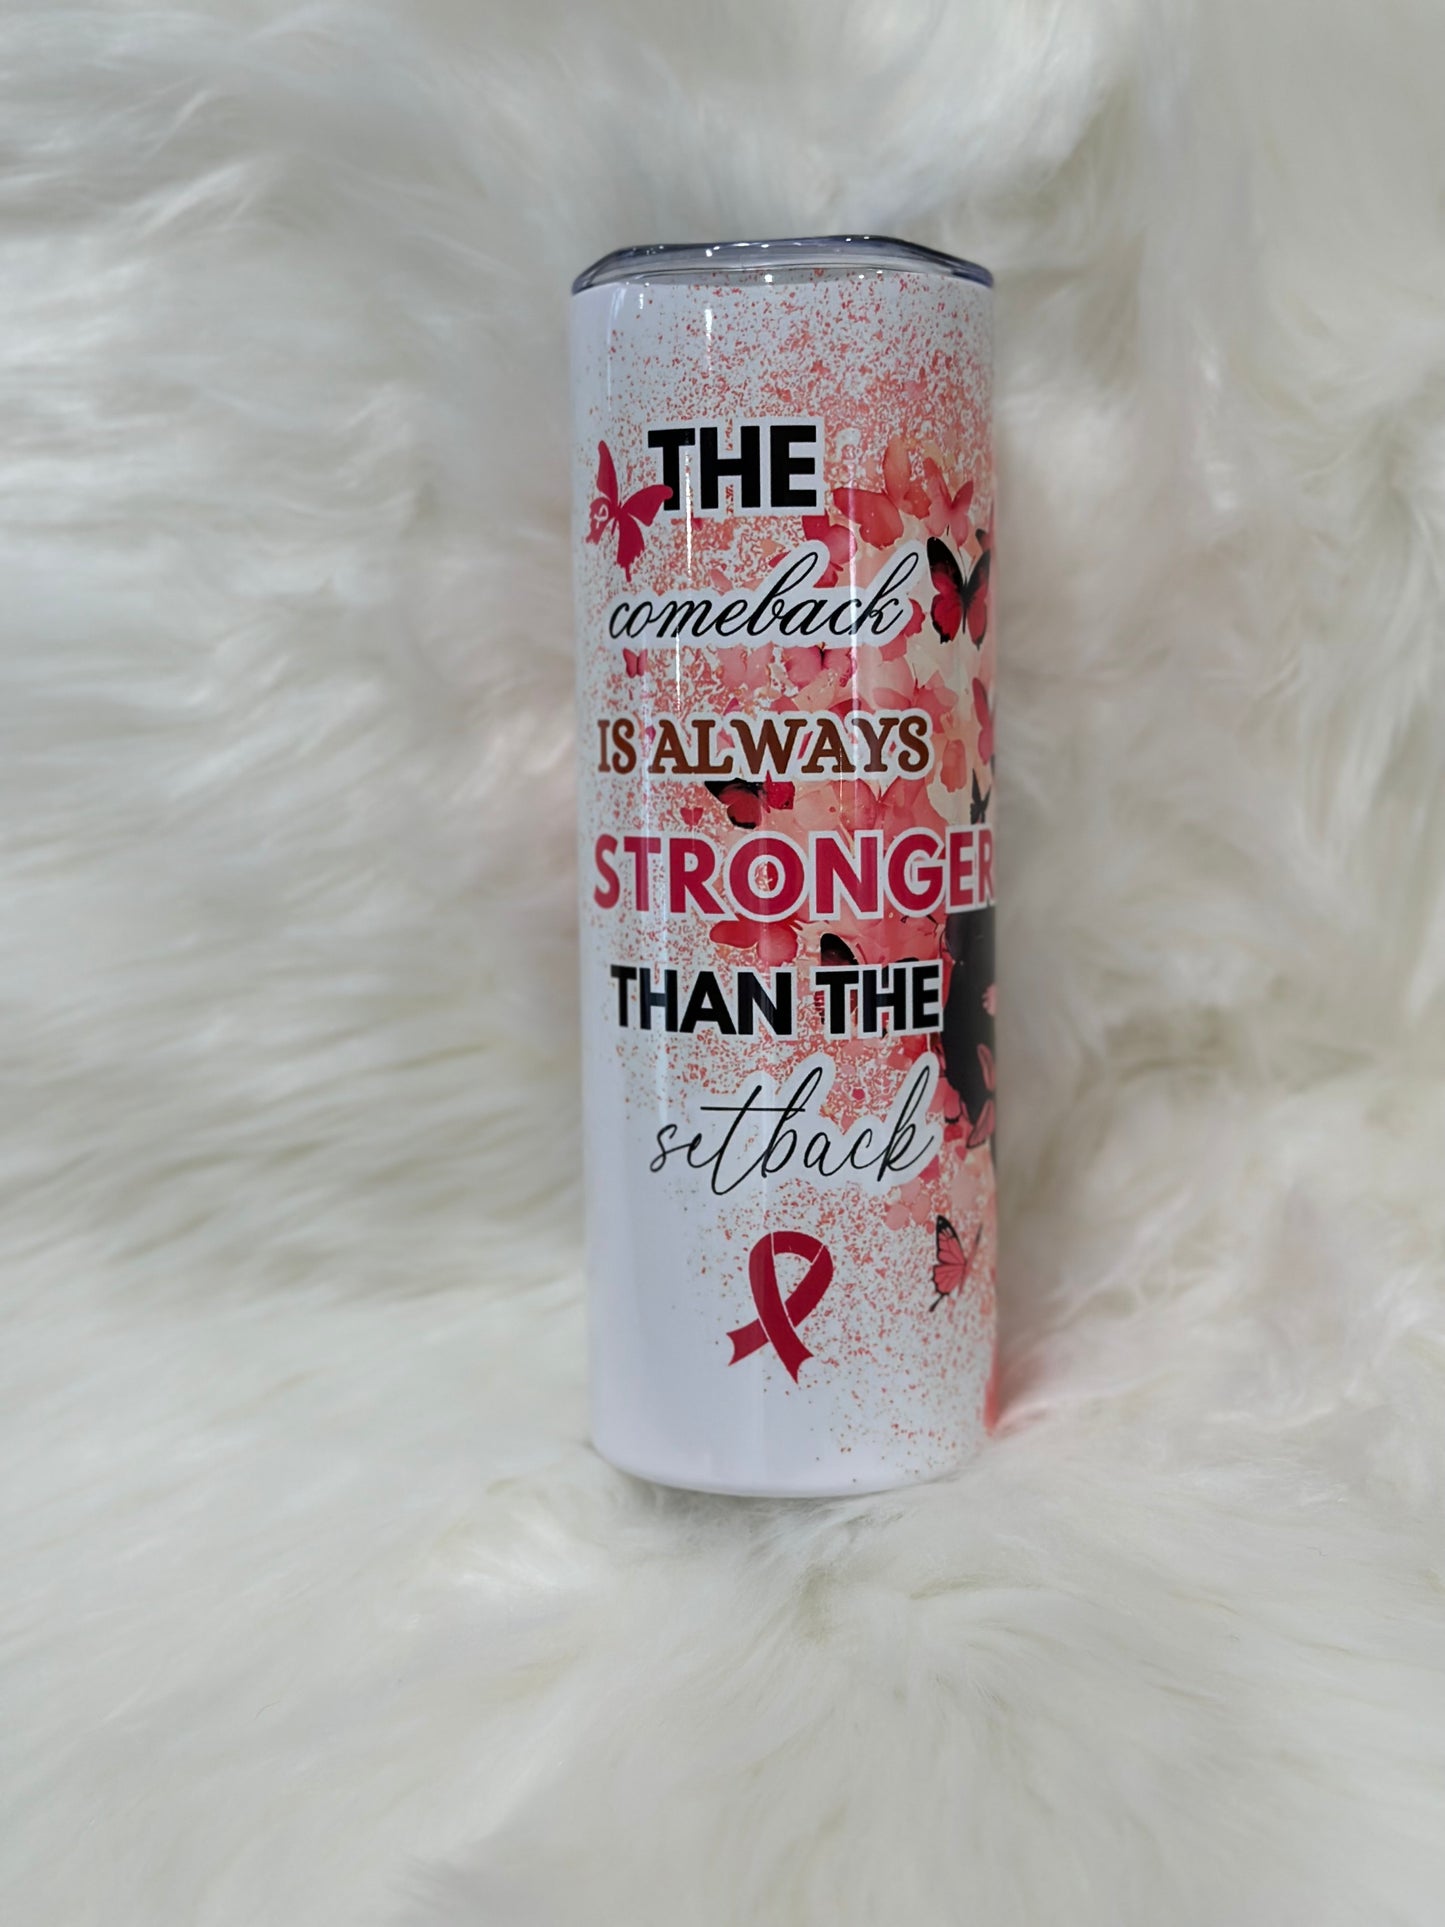 THE
comeback
IS ALWAYS
STRONGER
THAN THE
setback